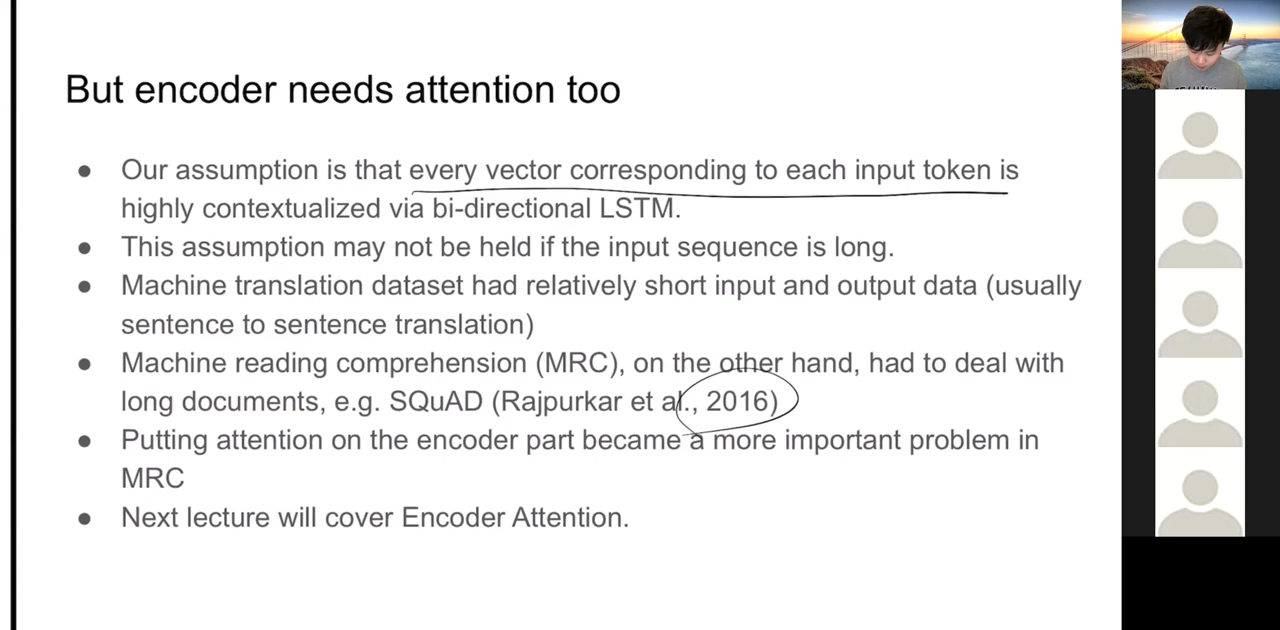 But encoder needs attention too
● Our assumption is that every vector corresponding to each input token is
highly contextualized via bi-directional LSTM.
● This assumption may not be held if the input sequence is long.
● Machine translation dataset had relatively short input and output data (usually
sentence to sentence translation)
● Machine reading comprehension (MRC), on the other hand, had to deal with
long documents, e.g. SQuAD (Rajpurkar et al., 2016)
● Putting attention on the encoder part became a more important problem in
MRC
● Next lecture will cover Encoder Attention.